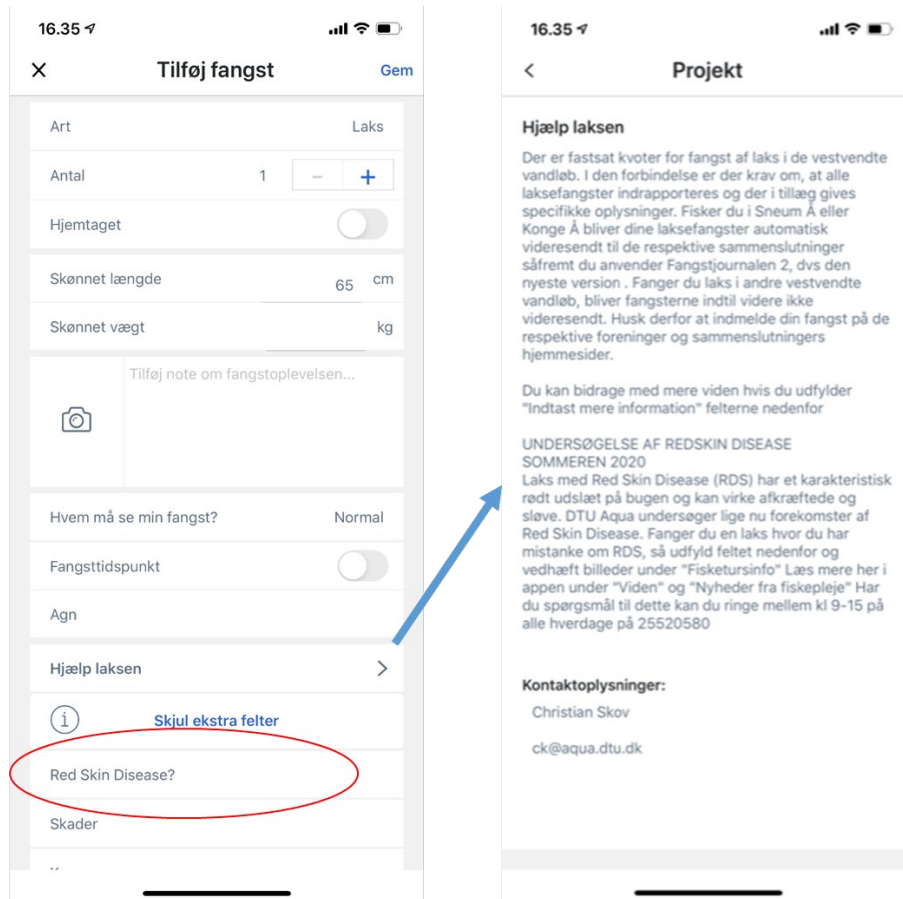 16.35
Tilføj fangst
Gem
Art
Laks
Antal
1
Hjemtaget
Skønnet længde
65 cm
Skønnet vægt
kg
Tilføj note om fangstoplevelsen...
Hvem må se min fangst?
Normal
Fangsttidspunkt
Agn
Hjælp laksen
Skjul ekstra felter
Red Skin Disease?
Skader
16.35
Projekt
Hjælp laksen
Der er fastsat kvoter for fangst af laks i de vestvendte
vandløb. I den forbindelse er der krav om, at alle
laksefangster indrapporteres og der i tillæg gives
specifikke oplysninger. Fisker du i Sneum Å eller
Konge Å bliver dine laksefangster automatisk
videresendt til de respektive sammenslutninger
såfremt du anvender Fangstjournalen 2, dvs den
nyeste version . Fanger du laks i andre vestvendte
vandløb, bliver fangsterne indtil videre ikke
videresendt. Husk derfor at indmelde din fangst på de
respektive foreninger og sammenslutningers
hjemmesider.
Du kan bidrage med mere viden hvis du udfylder
"Indtast mere information" felterne nedenfor
UNDERSØGELSE AF REDSKIN DISEASE
SOMMEREN 2020
Laks med Red Skin Disease (RDS) har et karakteristisk
rødt udslæt på bugen og kan virke afkræftede og
sløve. DTU Aqua undersøger lige nu forekomster af
Red Skin Disease. Fanger du en laks hvor du har
mistanke om RDS, så udfyld feltet nedenfor og
vedhæft billeder under "Fisketursinfo" Læs mere her i
appen under "Viden" og "Nyheder fra fiskepleje" Har
du spørgsmål til dette kan du ringe mellem kl 9-15 på
alle hverdage på 25520580
Kontaktoplysninger:
Christian Skov
ck@aqua.dtu.dk